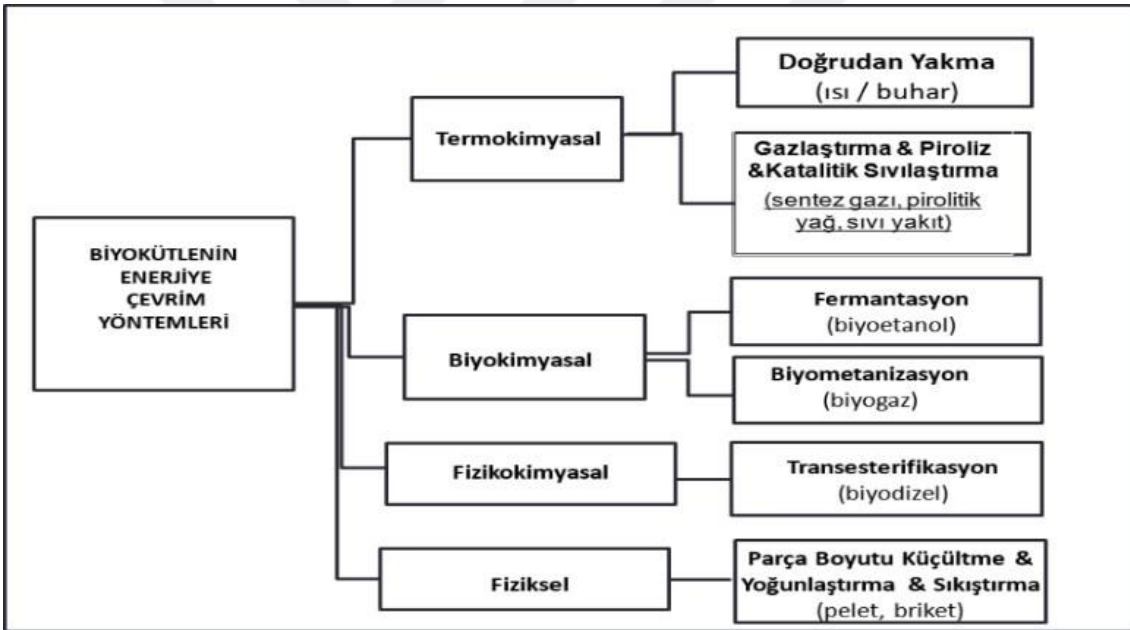 BİYOKÜTLENİN
ENERJİYE
ÇEVRİM
YÖNTEMLERİ
Termokimyasal
Doğrudan Yakma
(ısı / buhar)
Gazlaştırma & Piroliz
&Katalitik Sıvılaştırma
(sentez gazı, pirolitik
yağ, sıvı yakıt)
Biyokimyasal
Fermantasyon
(biyoetanol)
Biyometanizasyon
(biyogaz)
Fizikokimyasal
Transesterifikasyon
(biyodizel)
Fiziksel
Parça Boyutu Küçültme &
Yoğunlaştırma & Sıkıştırma
(pelet, briket)